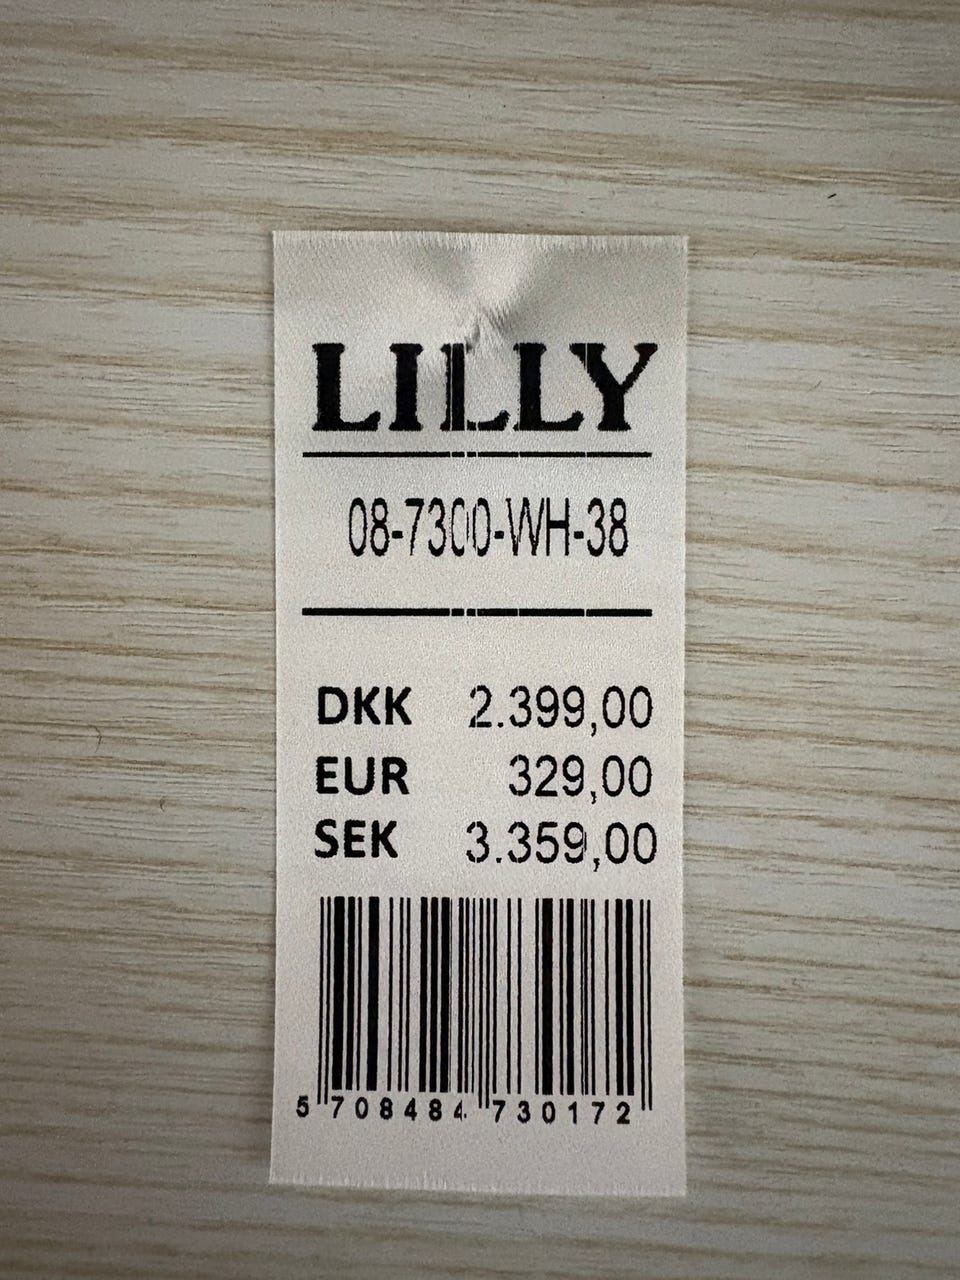 LILLY
08-7300-WH-38
DKK 2.399,00
EUR 329,00
SEK 3.359,00
5 708484 730172